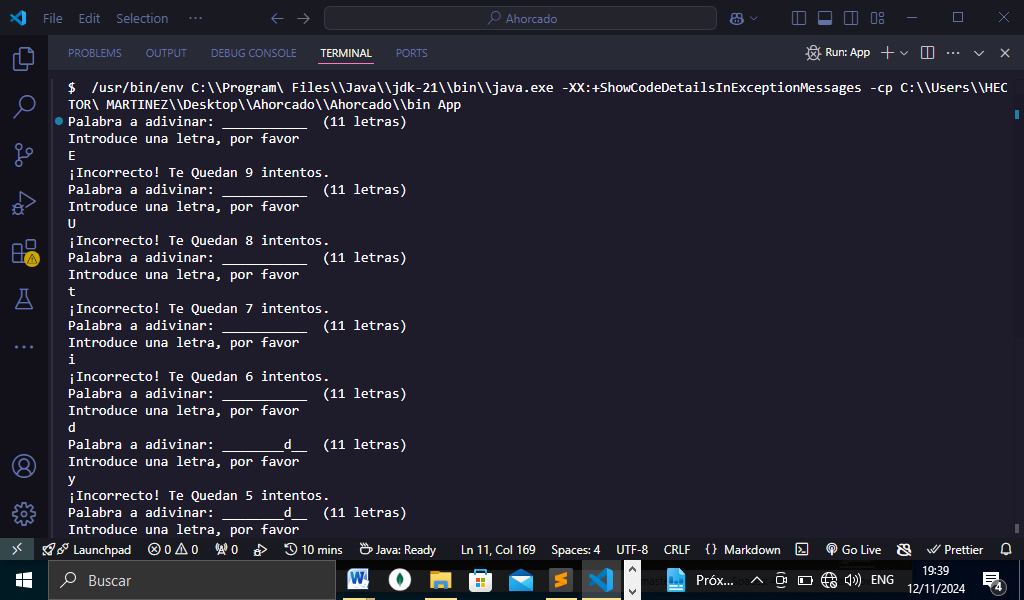 File Edit Selection ··· Ahorcado
PROBLEMS OUTPUT DEBUG CONSOLE TERMINAL PORTS Run: App
$ /usr/bin/env C:\\Program\ Files\\Java\\jdk-21\\bin\\java.exe -XX:+ShowCodeDetailsInExceptionMessages -cp C:\\Users\\HEC
TOR\ MARTINEZ\\Desktop\\Ahorcado\\Ahorcado\\bin App
Palabra a adivinar: ___________ (11 letras)
Introduce una letra, por favor
E
¡Incorrecto! Te Quedan 9 intentos.
Palabra a adivinar: ___________ (11 letras)
Introduce una letra, por favor
U
¡Incorrecto! Te Quedan 8 intentos.
Palabra a adivinar: ___________ (11 letras)
Introduce una letra, por favor
t
¡Incorrecto! Te Quedan 7 intentos.
Palabra a adivinar: ___________ (11 letras)
Introduce una letra, por favor
i
¡Incorrecto! Te Quedan 6 intentos.
Palabra a adivinar: ___________ (11 letras)
Introduce una letra, por favor
d
Palabra a adivinar: ________d__ (11 letras)
Introduce una letra, por favor
y
¡Incorrecto! Te Quedan 5 intentos.
Palabra a adivinar: ________d__ (11 letras)
Introduce una letra, por favor
Launchpad 0 0 0 10 mins Java: Ready Ln 11, Col 169 Spaces: 4 UTF-8 CRLF {} Markdown Go Live Prettier
Buscar Próx... ENG 19:39
12/11/2024 4